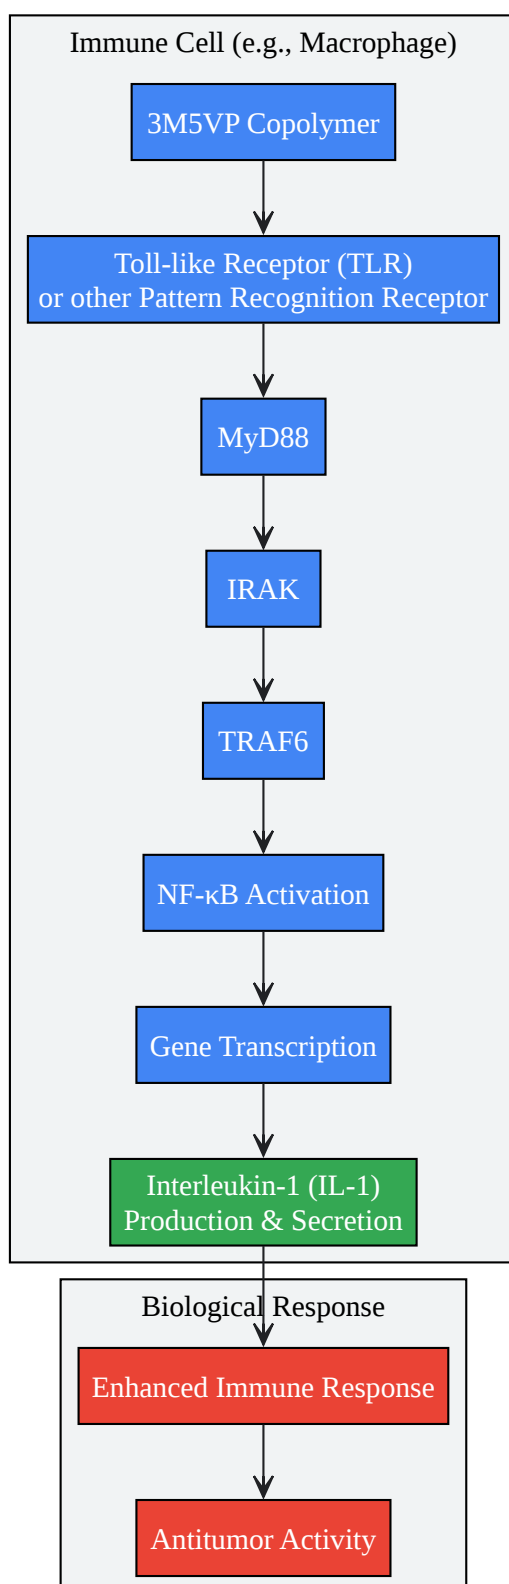 Immune Cell (e.g., Macrophage)
3M5VP Copolymer
Toll-like Receptor (TLR)
or other Pattern Recognition Receptor
MyD88
IRAK
TRAF6
NF-κB Activation
Gene Transcription
Interleukin-1 (IL-1)
Production & Secretion
Biological Response
Enhanced Immune Response
Antitumor Activity